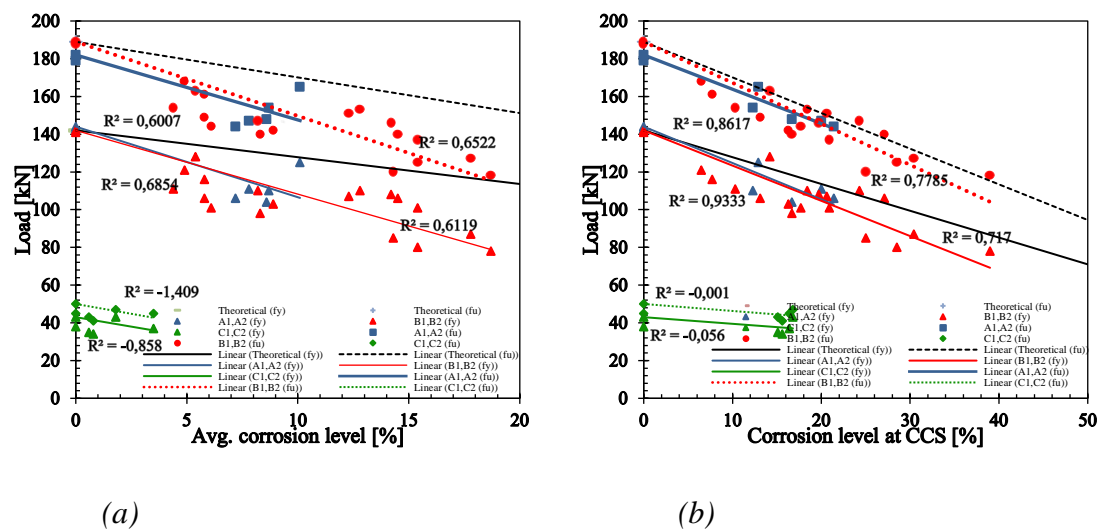 200
180
160
140
120
100
80
60
40
20
0
Load [kN]
R² = 0,6007
R² = 0,6522
R² = 0,6854
R² = 0,6119
R² = -1,409
R² = -0,858
Theoretical (fy)
Theoretical (fu)
A1,A2 (fy)
B1,B2 (fy)
C1,C2 (fy)
A1,A2 (fu)
B1,B2 (fu)
C1,C2 (fu)
Linear (Theoretical (fy))
Linear (Theoretical (fu))
Linear (A1,A2 (fy))
Linear (B1,B2 (fy))
Linear (C1,C2 (fy))
Linear (A1,A2 (fu))
Linear (B1,B2 (fu))
Linear (C1,C2 (fu))
0 5 10 15 20
Avg. corrosion level [%]
(a)
200
180
160
140
120
100
80
60
40
20
0
Load [kN]
R² = 0,8617
R² = 0,7785
R² = 0,9333
R² = 0,717
R² = -0,001
R² = -0,056
Theoretical (fy)
Theoretical (fu)
A1,A2 (fy)
B1,B2 (fy)
C1,C2 (fy)
A1,A2 (fu)
B1,B2 (fu)
C1,C2 (fu)
Linear (Theoretical (fy))
Linear (Theoretical (fu)
Linear (A1,A2 (fy))
Linear (B1,B2 (fy))
Linear (C1,C2 (fy))
Linear (A1,A2 (fu))
Linear (B1,B2 (fu))
Linear (C1,C2 (fu))
0 10 20 30 40 50
Corrosion level at CCS [%]
(b)